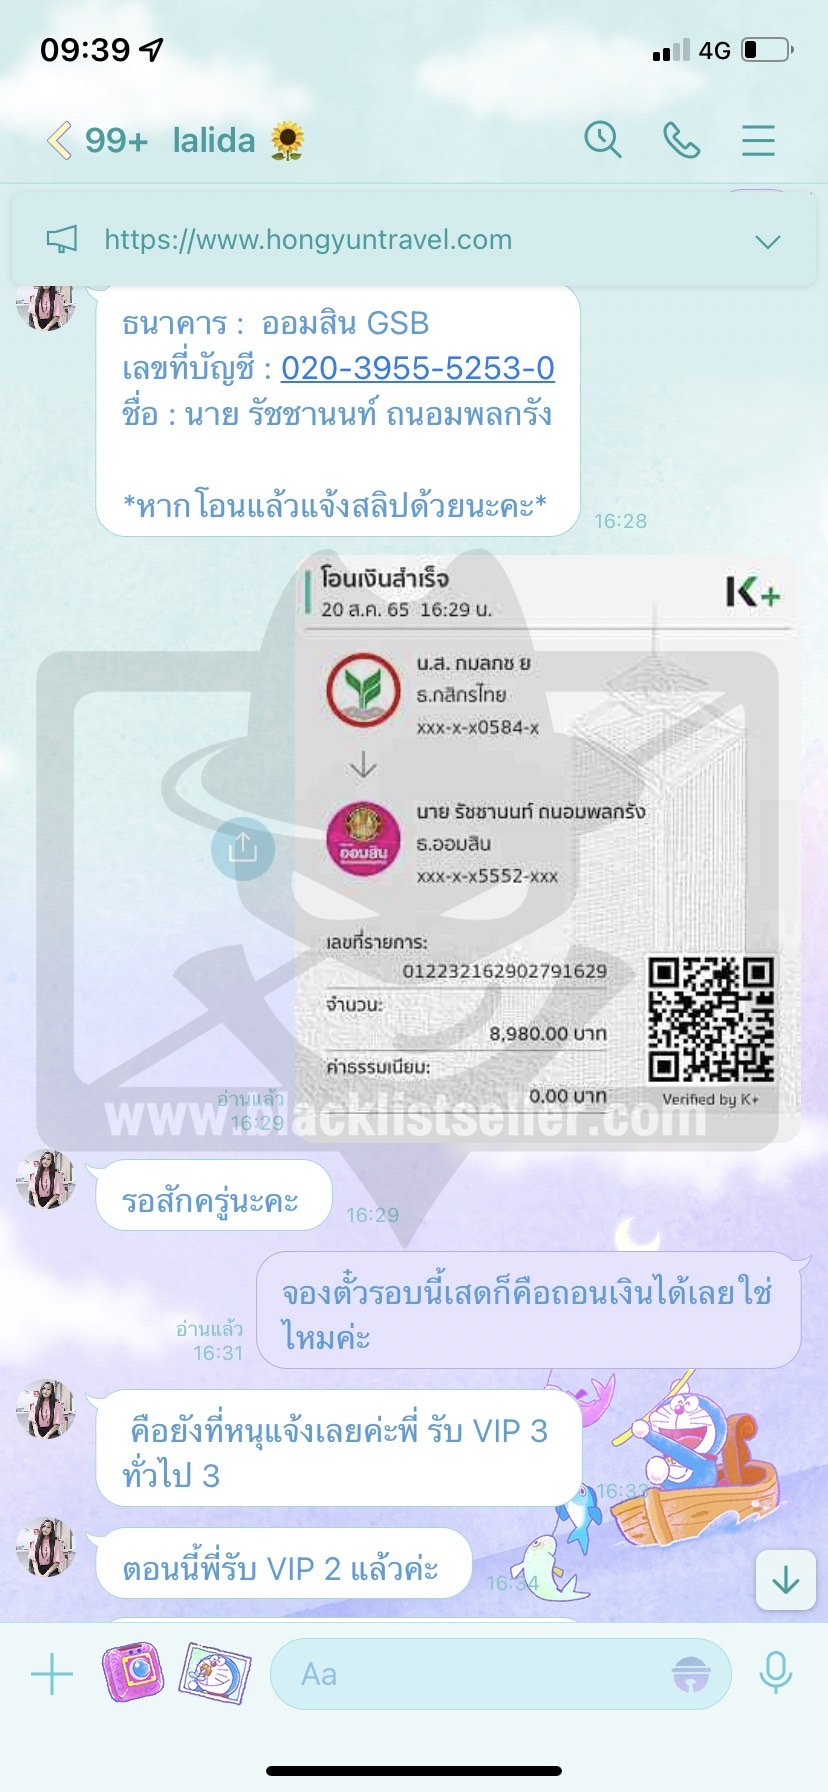 09:39
4G
99+ lalida
https://www.hongyuntravel.com
ธนาคาร : ออมสิน GSB
เลขที่บัญชี : 020-3955-5253-0
ชื่อ : นาย รัชชานนท์ ถนอมพลกรัง
*หากโอนแล้วแจ้งสลิปด้วยนะคะ*
16:28
โอนเงินสำเร็จ
20 ส.ค. 65 16:29 น.
K+
น.ส. กมลกช ย
ธ.กสิกรไทย
xxx-x-x0584-x
นาย รัชชานนท์ ถนอมพลกรัง
ธ.ออมสิน
xxx-x-x5552-xxx
ออมสิน
เลขที่รายการ:
012232162902791629
จำนวน:
8,980.00 บาท
ค่าธรรมเนียม:
0.00 บาท
Verified by K+
อ่านแล้ว
16:29
www.blacklistseller.com
รอสักครู่นะคะ
16:29
จองตั๋วรอบนี้เสดก็คือถอนเงินได้เลยใช่
ไหมค่ะ
อ่านแล้ว
16:31
คือยังที่หนุแจ้งเลยค่ะพี่ รับ VIP 3
ทั่วไป 3
16:33
ตอนนี้พี่รับ VIP 2 แล้วค่ะ
16:34
Aa